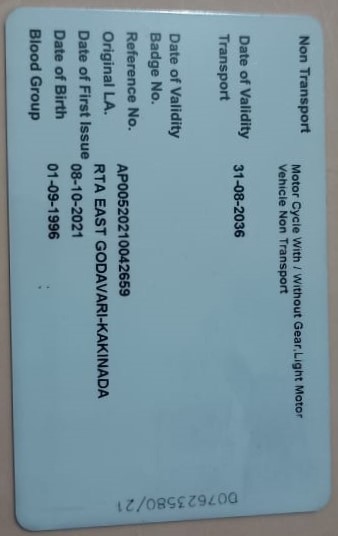 Non Transport Motor Cycle With / Without Gear,Light Motor
Vehicle Non Transport
Date of Validity 31-08-2036
Transport
Date of Validity
Badge No.
Reference No. AP00520210042659
Original LA. RTA EAST GODAVARI-KAKINADA
Date of First Issue 08-10-2021
Date of Birth 01-09-1996
Blood Group :
D07623580/21